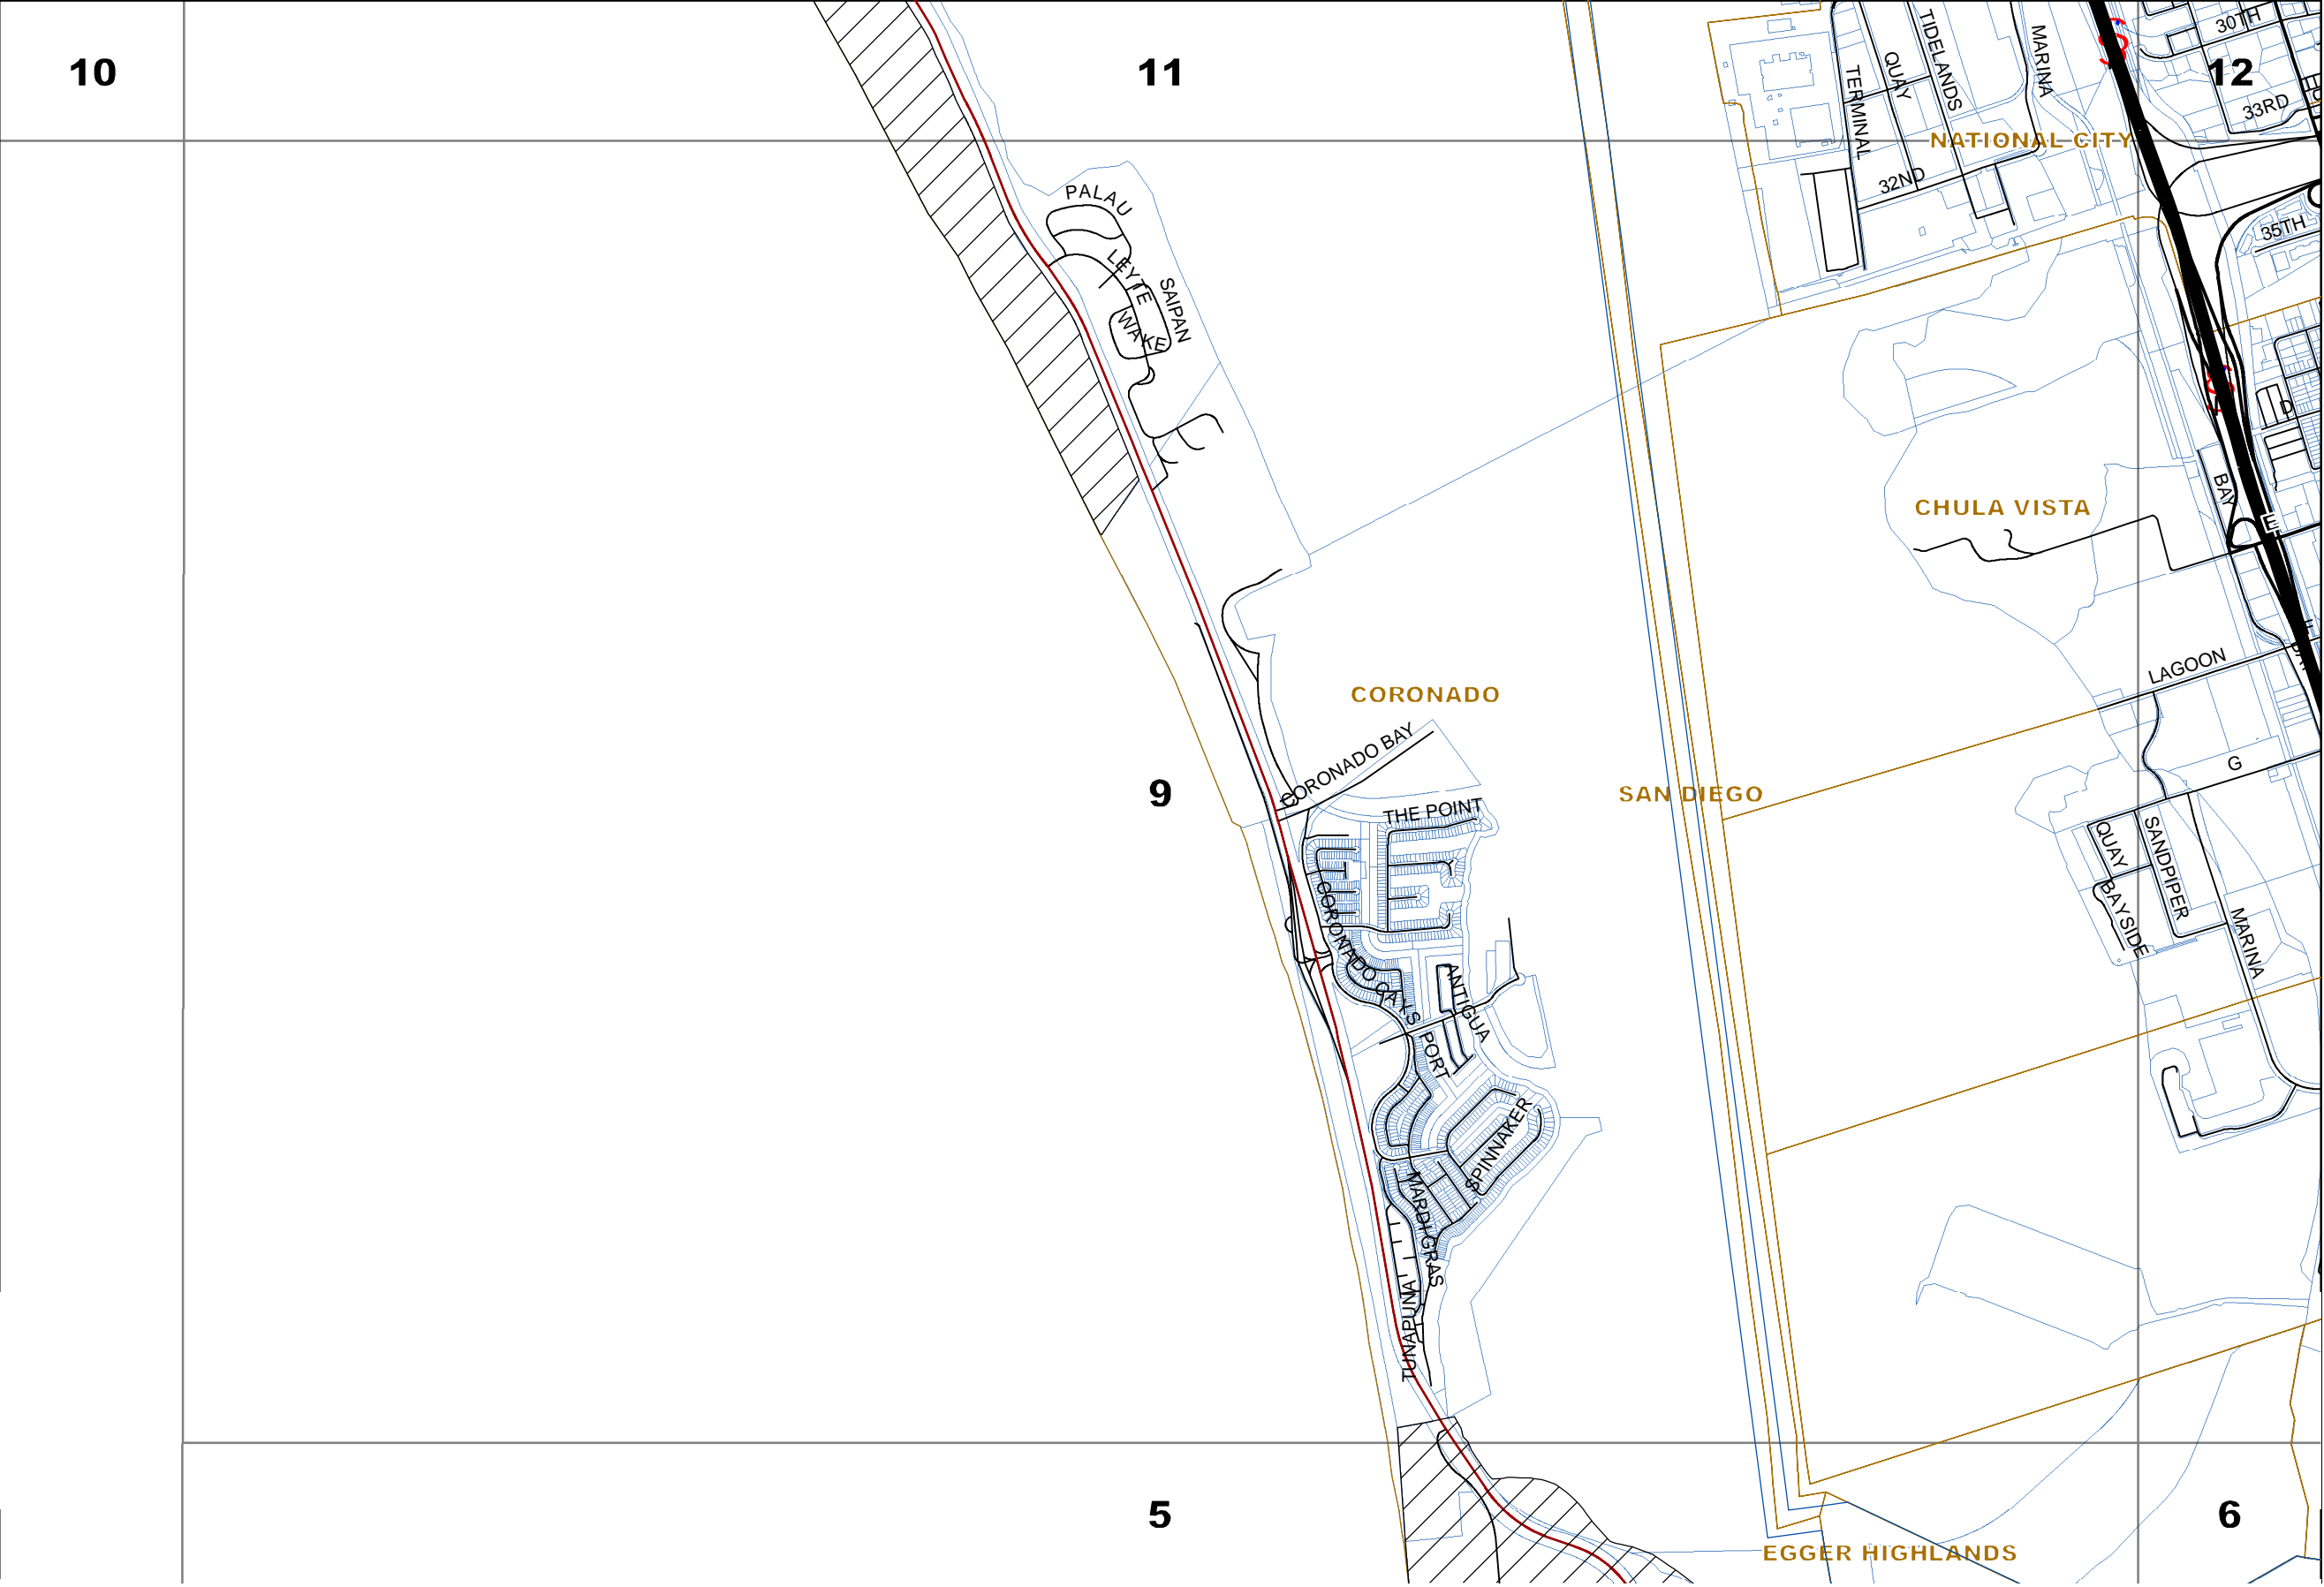 10
11
12
30TH
33RD
TIDELANDS
QUAY
MARINA
TERMINAL
NATIONAL CITY
32ND
35TH
PALAU
LEYTE
SAIPAN
WAKE
D
BAY
E
CHULA VISTA
LAGOON
CORONADO
CORONADO BAY
G
9
SAN DIEGO
THE POINT
QUAY
SANDPIPER
BAYSIDE
MARINA
CORONADO CAYS
ANTIGUA
PORT
SPINNAKER
MARDI GRAS
TUNAPUNA
5
6
EGGER HIGHLANDS